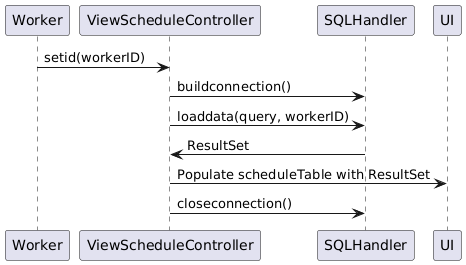 Worker ViewScheduleController SQLHandler UI
setid(workerID)
buildconnection()
loaddata(query, workerID)
ResultSet
Populate scheduleTable with ResultSet
closeconnection()
Worker ViewScheduleController SQLHandler UI